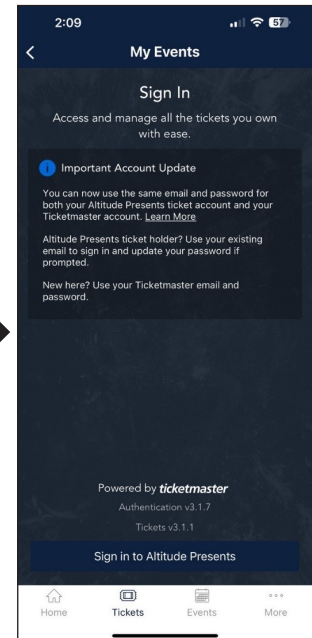 2:09
57
My Events
Sign In
Access and manage all the tickets you own
with ease.
Important Account Update
You can now use the same email and password for
both your Altitude Presents ticket account and your
Ticketmaster account. Learn More
Altitude Presents ticket holder? Use your existing
email to sign in and update your password if
prompted.
New here? Use your Ticketmaster email and
password.
Powered by ticketmaster
Authentication v3.1.7
Tickets v3.1.1
Sign in to Altitude Presents
Home Tickets Events More